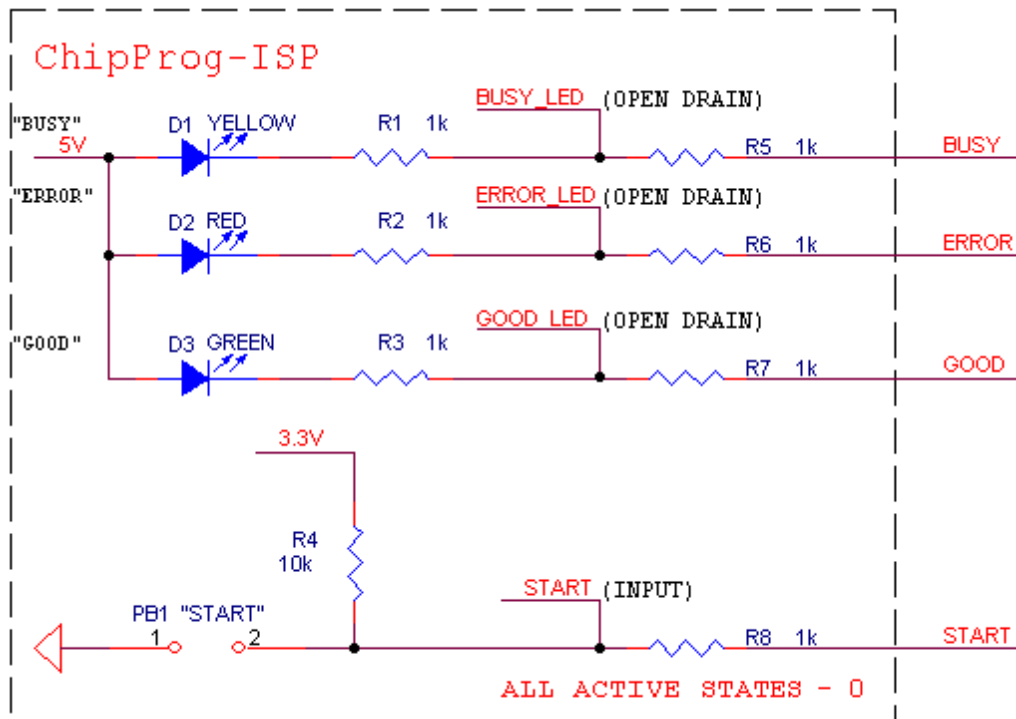 ChipProg-ISP
BUSY_LED (OPEN DRAIN)
"BUSY" D1 YELLOW R1 1k
5V R5 1k BUSY
"ERROR" ERROR_LED (OPEN DRAIN)
D2 RED R2 1k R6 1k ERROR
GOOD_LED (OPEN DRAIN)
"GOOD" D3 GREEN R3 1k R7 1k GOOD
3.3V
R4
10k
START (INPUT)
PB1 "START"
1 2 R8 1k START
ALL ACTIVE STATES - 0